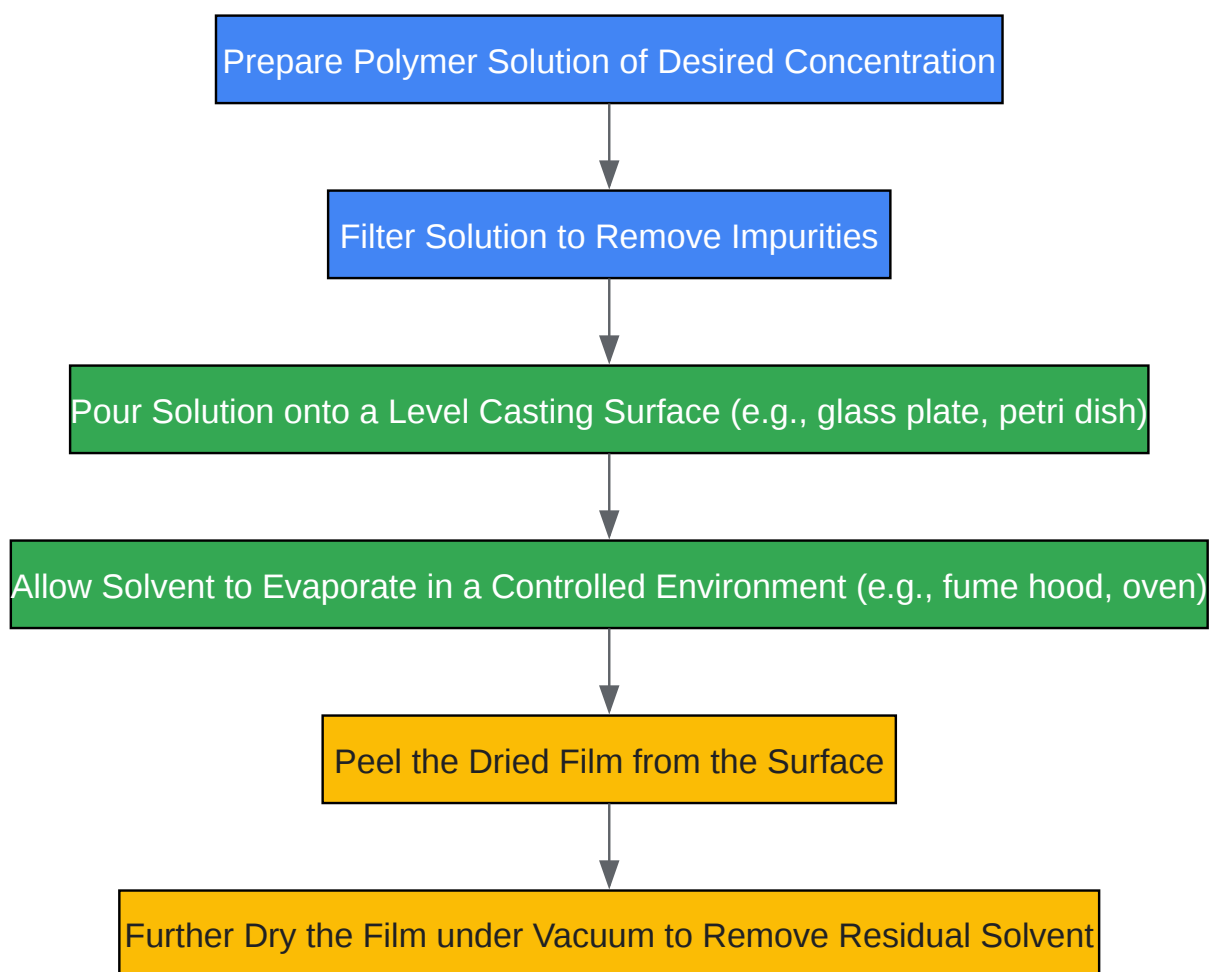 Prepare Polymer Solution of Desired Concentration
Filter Solution to Remove Impurities
Pour Solution onto a Level Casting Surface (e.g., glass plate, petri dish)
Allow Solvent to Evaporate in a Controlled Environment (e.g., fume hood, oven)
Peel the Dried Film from the Surface
Further Dry the Film under Vacuum to Remove Residual Solvent